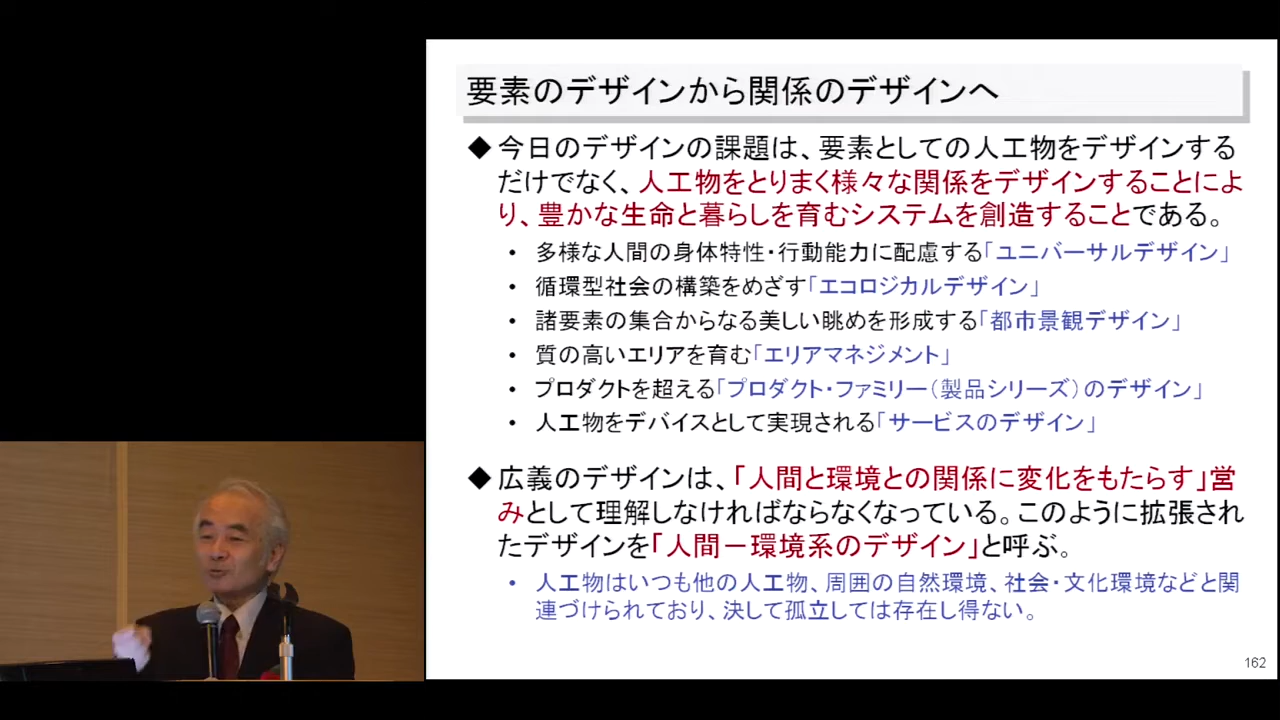 要素のデザインから関係のデザインへ
◆ 今日のデザインの課題は、要素としての人工物をデザインする
だけでなく、人工物をとりまく様々な関係をデザインすることによ
り、豊かな生命と暮らしを育むシステムを創造することである。
• 多様な人間の身体特性・行動能力に配慮する「ユニバーサルデザイン」
• 循環型社会の構築をめざす「エコロジカルデザイン」
• 諸要素の集合からなる美しい眺めを形成する「都市景観デザイン」
• 質の高いエリアを育む「エリアマネジメント」
• プロダクトを超える「プロダクト・ファミリー（製品シリーズ）のデザイン」
• 人工物をデバイスとして実現される「サービスのデザイン」
◆ 広義のデザインは、「人間と環境との関係に変化をもたらす」営
みとして理解しなければならなくなっている。このように拡張され
たデザインを「人間－環境系のデザイン」と呼ぶ。
• 人工物はいつも他の人工物、周囲の自然環境、社会・文化環境などと関
連づけられており、決して孤立しては存在し得ない。
162